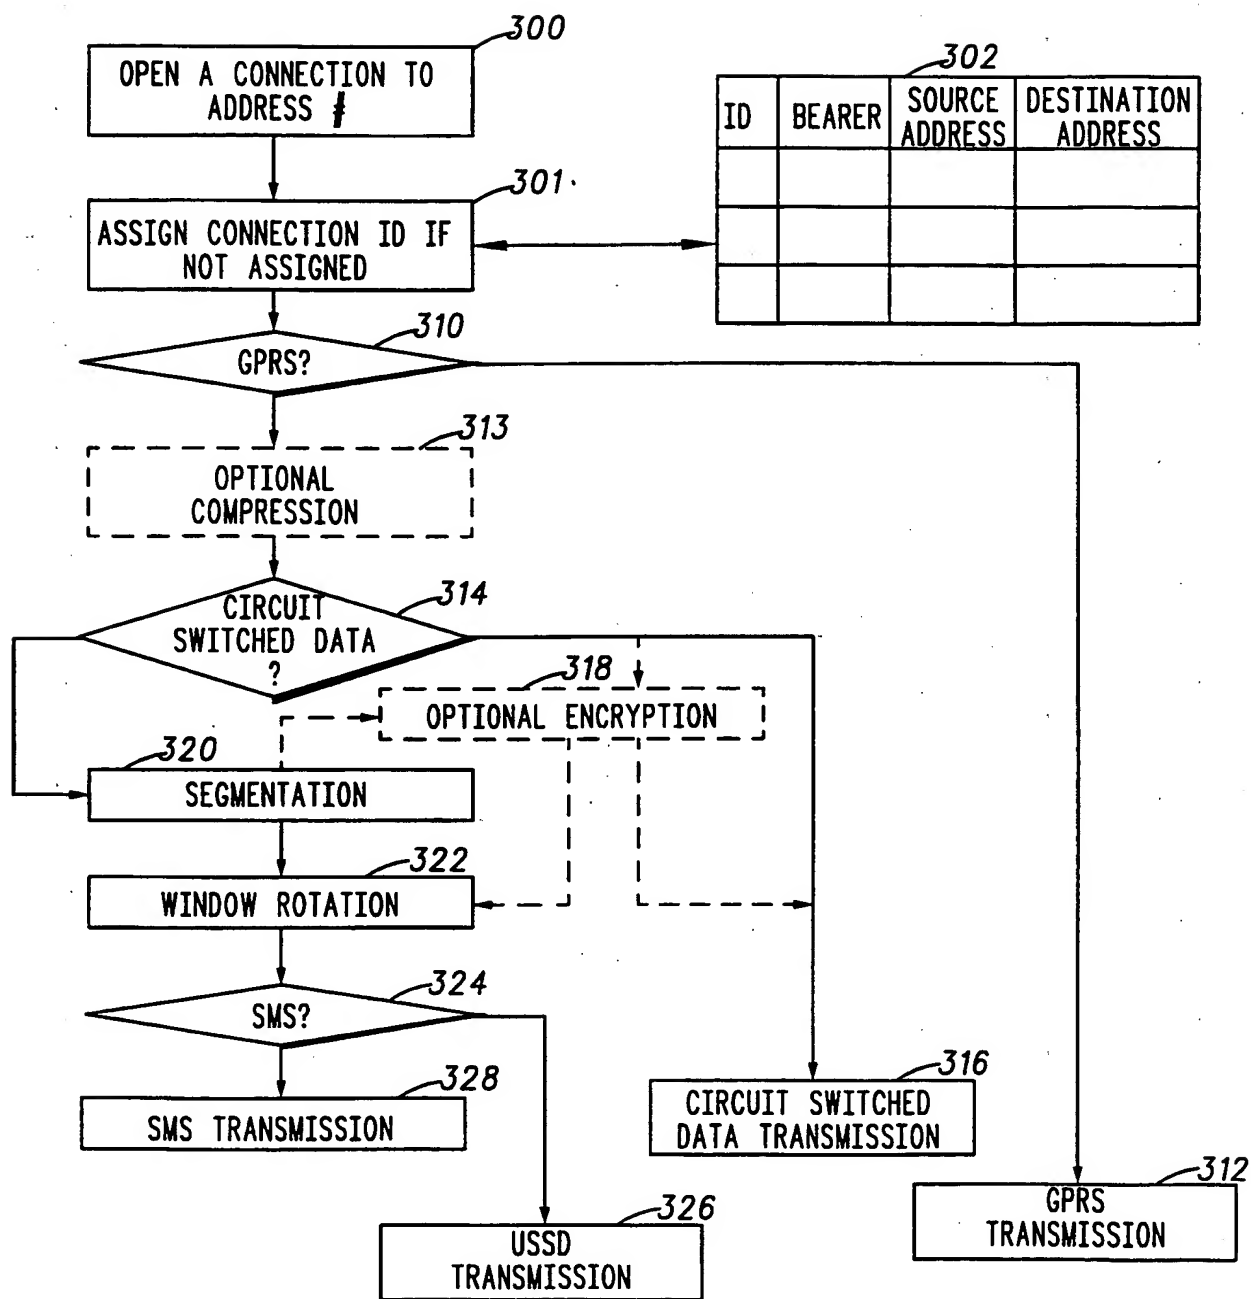 300
OPEN A CONNECTION TO
ADDRESS #
302
ID
BEARER
SOURCE
ADDRESS
DESTINATION
ADDRESS
301
ASSIGN CONNECTION ID IF
NOT ASSIGNED
310
GPRS?
313
OPTIONAL
COMPRESSION
314
CIRCUIT
SWITCHED DATA
?
318
OPTIONAL ENCRYPTION
320
SEGMENTATION
322
WINDOW ROTATION
324
SMS?
328
SMS TRANSMISSION
316
CIRCUIT SWITCHED
DATA TRANSMISSION
312
GPRS
TRANSMISSION
326
USSD
TRANSMISSION